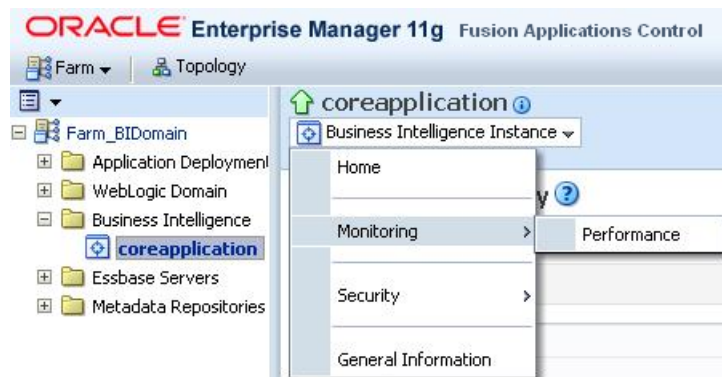 ORACLE Enterprise Manager 11g Fusion Applications Control
Farm Topology
coreapplication
Business Intelligence Instance
Farm_BIDomain
Application Deploymen
WebLogic Domain
Business Intelligence
coreapplication
Essbase Servers
Metadata Repositories
Home
y
Monitoring
Performance
Security
General Information